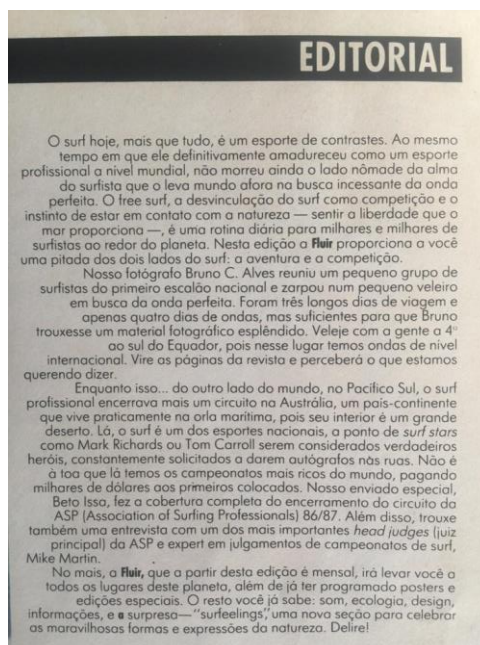 EDITORIAL
O surf hoje, mais que tudo, é um esporte de contrastes. Ao mesmo
tempo em que ele definitivamente amadureceu como um esporte
profissional a nível mundial, não morreu ainda o lado nômade da alma
do surfista que o leva mundo afora na busca incessante da onda
perfeita. O free surf, a desvinculação do surf como competição e o
instinto de estar em contato com a natureza — sentir a liberdade que o
mar proporciona —, é uma rotina diária para milhares e milhares de
surfistas ao redor do planeta. Nesta edição a Fluir proporciona a você
uma pitada dos dois lados do surf: a aventura e a competição.
Nosso fotógrafo Bruno C. Alves reuniu um pequeno grupo de
surfistas do primeiro escalão nacional e zarpou num pequeno veleiro
em busca da onda perfeita. Foram três longos dias de viagem e
apenas quatro dias de ondas, mas suficientes para que Bruno
trouxesse um material fotográfico esplêndido. Veleje com a gente a 4º
ao sul do Equador, pois nesse lugar temos ondas de nível
internacional. Vire as páginas da revista e perceberá o que estamos
querendo dizer.
Enquanto isso... do outro lado do mundo, no Pacífico Sul, o surf
profissional encerrava mais um circuito na Austrália, um país-continente
que vive praticamente na orla marítima, pois seu interior é um grande
deserto. Lá, o surf é um dos esportes nacionais, a ponto de surf stars
como Mark Richards ou Tom Carroll serem considerados verdadeiros
heróis, constantemente solicitados a darem autógrafos nas ruas. Não é
à toa que lá temos os campeonatos mais ricos do mundo, pagando
milhares de dólares aos primeiros colocados. Nosso enviado especial,
Beto Issa, fez a cobertura completa do encerramento do circuito da
ASP (Association of Surfing Professionals) 86/87. Além disso, trouxe
também uma entrevista com um dos mais importantes head judges (juiz
principal) da ASP e expert em julgamentos de campeonatos de surf,
Mike Martin.
No mais, a Fluir, que a partir desta edição é mensal, irá levar você a
todos os lugares deste planeta, além de já ter programado posters e
edições especiais. O resto você já sabe: som, ecologia, design,
informações, e a surpresa—"surfeelings", uma nova seção para celebrar
as maravilhosas formas e expressões da natureza. Delire!